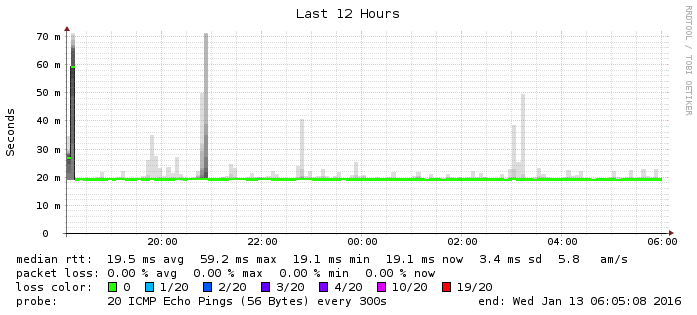 Last 12 Hours
RRDTOOL / TOBI OETIKER
Seconds
70 m
60 m
50 m
40 m
30 m
20 m
10 m
0
20:00 22:00 00:00 02:00 04:00 06:00
median rtt: 19.5 ms avg 59.2 ms max 19.1 ms min 19.1 ms now 3.4 ms sd 5.8 am/s
packet loss: 0.00 % avg 0.00 % max 0.00 % min 0.00 % now
loss color: 0 1/20 2/20 3/20 4/20 10/20 19/20
probe: 20 ICMP Echo Pings (56 Bytes) every 300s end: Wed Jan 13 06:05:08 2016